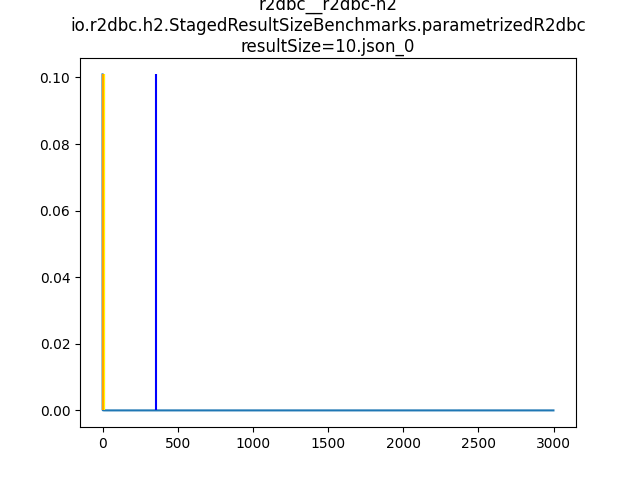 r2dbc__r2dbc-h2
io.r2dbc.h2.StagedResultSizeBenchmarks.parametrizedR2dbc
resultSize=10.json_0
0.10
0.08
0.06
0.04
0.02
0.00
0 500 1000 1500 2000 2500 3000